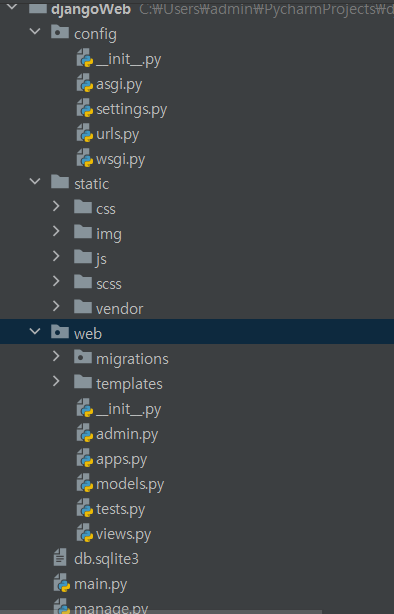 djangoWeb C:₩Users₩admin₩PycharmProjects₩d
config
__init__.py
asgi.py
settings.py
urls.py
wsgi.py
static
css
img
js
scss
vendor
web
migrations
templates
__init__.py
admin.py
apps.py
models.py
tests.py
views.py
db.sqlite3
main.py
manage.py